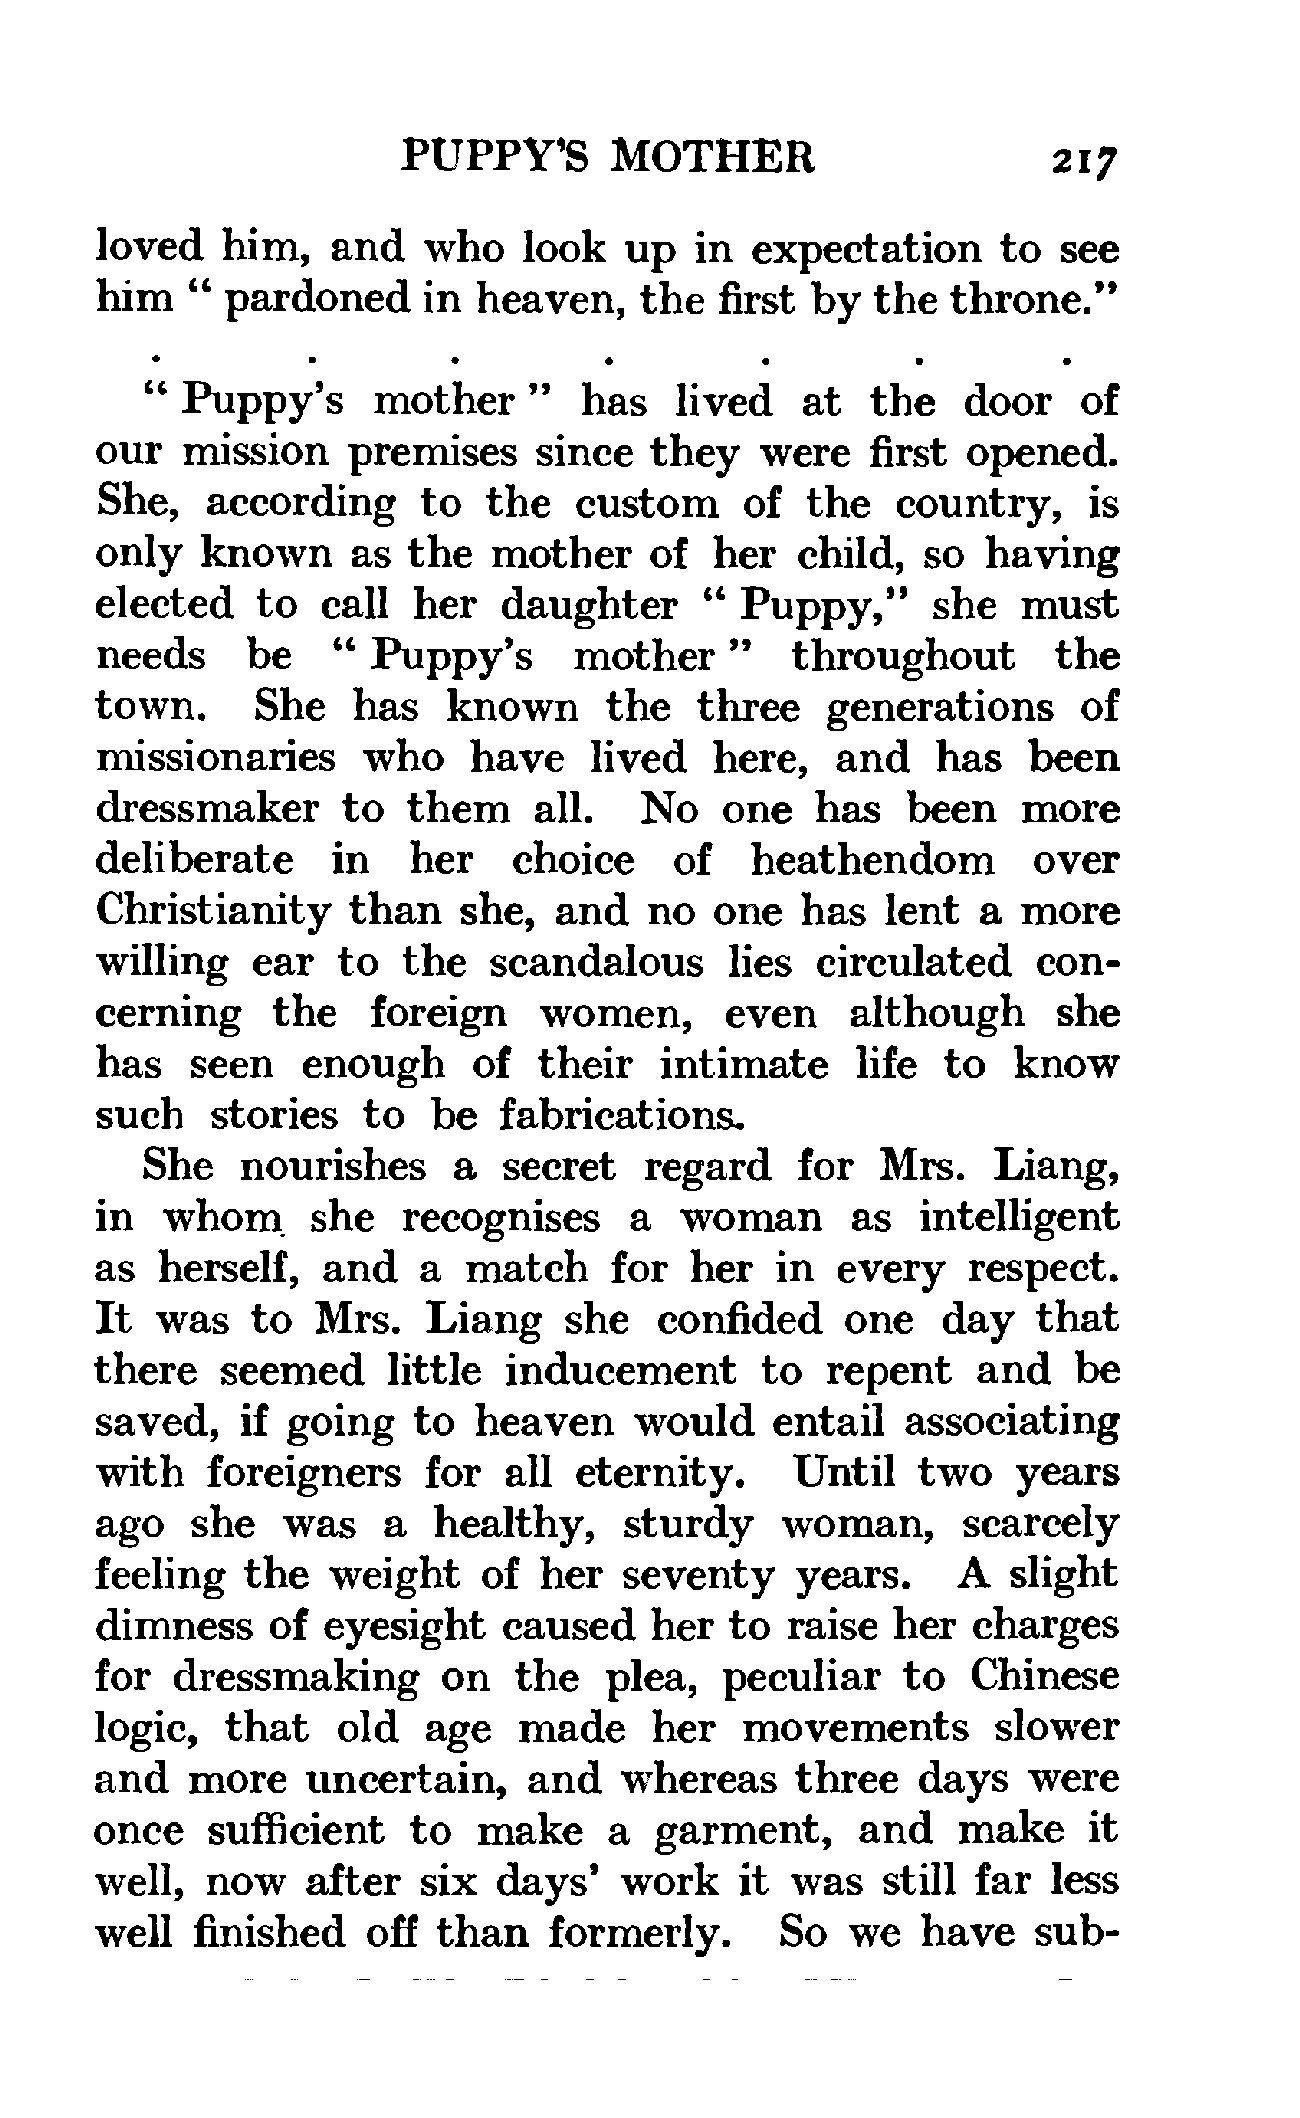 PUPPY'S MOTHER 217
loved him, and who look up in expectation to see
him " pardoned in heaven, the first by the throne."
. . . . . . .
" Puppy's mother " has lived at the door of
our mission premises since they were first opened.
She, according to the custom of the country, is
only known as the mother of her child, so having
elected to call her daughter " Puppy," she must
needs be " Puppy's mother " throughout the
town. She has known the three generations of
missionaries who have lived here, and has been
dressmaker to them all. No one has been more
deliberate in her choice of heathendom over
Christianity than she, and no one has lent a more
willing ear to the scandalous lies circulated con-
cerning the foreign women, even although she
has seen enough of their intimate life to know
such stories to be fabrications.
She nourishes a secret regard for Mrs. Liang,
in whom she recognises a woman as intelligent
as herself, and a match for her in every respect.
It was to Mrs. Liang she confided one day that
there seemed little inducement to repent and be
saved, if going to heaven would entail associating
with foreigners for all eternity. Until two years
ago she was a healthy, sturdy woman, scarcely
feeling the weight of her seventy years. A slight
dimness of eyesight caused her to raise her charges
for dressmaking on the plea, peculiar to Chinese
logic, that old age made her movements slower
and more uncertain, and whereas three days were
once sufficient to make a garment, and make it
well, now after six days' work it was still far less
well finished off than formerly. So we have sub-